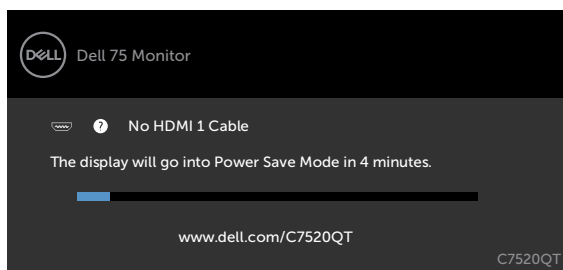 DELL
Dell 75 Monitor
? No HDMI 1 Cable
The display will go into Power Save Mode in 4 minutes.
www.dell.com/C7520QT
C7520QT